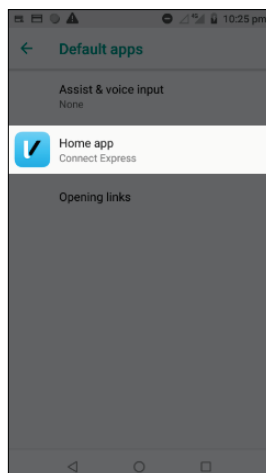 10:25 pm
Default apps
Assist & voice input
None
Home app
Connect Express
Opening links